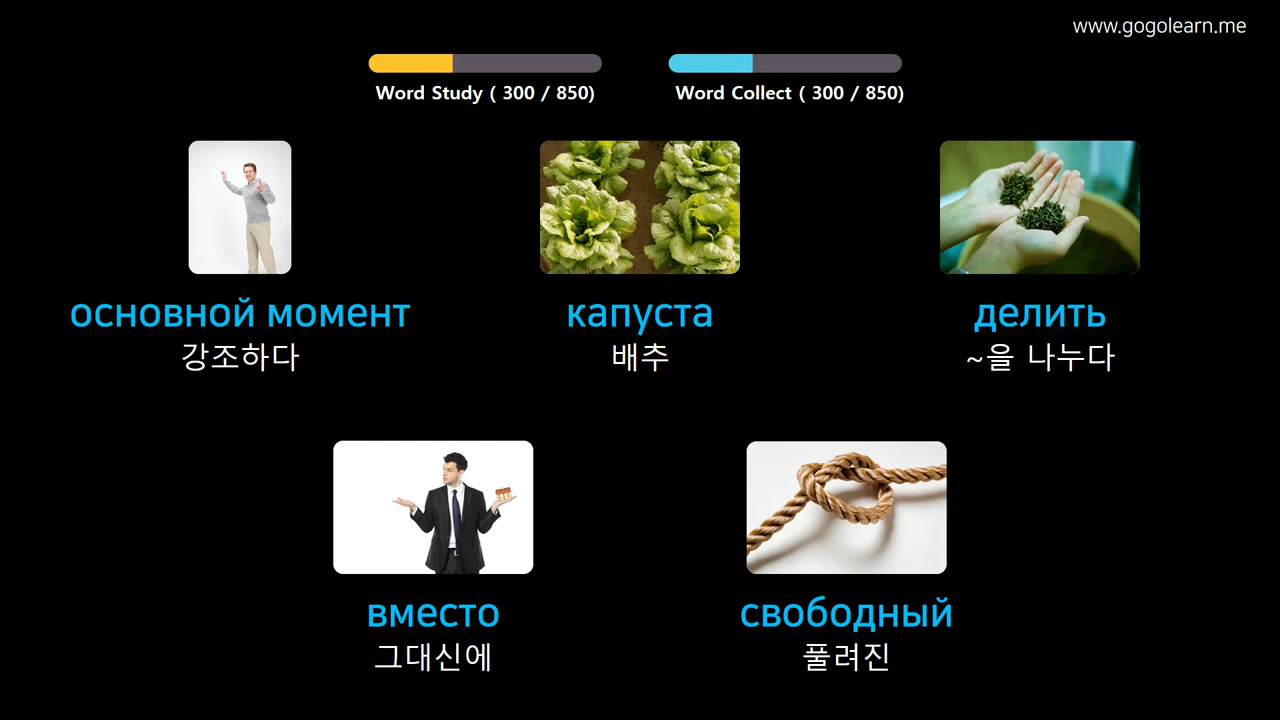 www.gogolearn.me
Word Study ( 300 / 850)
Word Collect ( 300 / 850)
основной момент
강조하다
капуста
배추
делить
~을 나누다
вместо
그대신에
свободный
풀려진